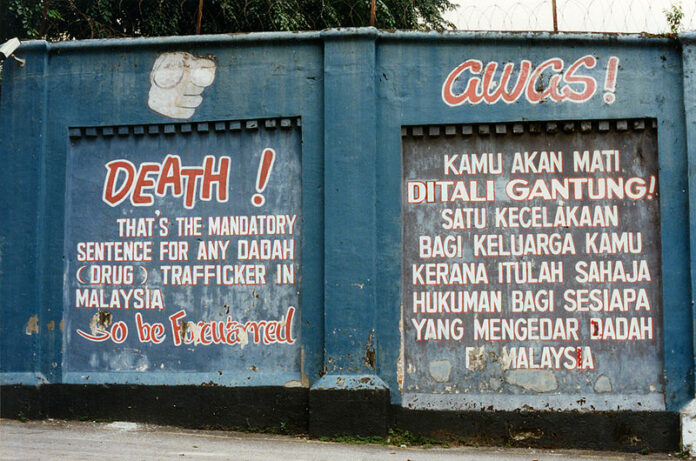 DEATH!
THAT'S THE MANDATORY
SENTENCE FOR ANY DADAH
(DRUG) TRAFFICKER IN
MALAYSIA
So be Forewarned
awas!
KAMU AKAN MATI
DITALI GANTUNG!
SATU KECELAKAAN
BAGI KELUARGA KAMU
KERANA ITULAH SAHAJA
HUKUMAN BAGI SESIAPA
YANG MENGEDAR DADAH
DI MALAYSIA